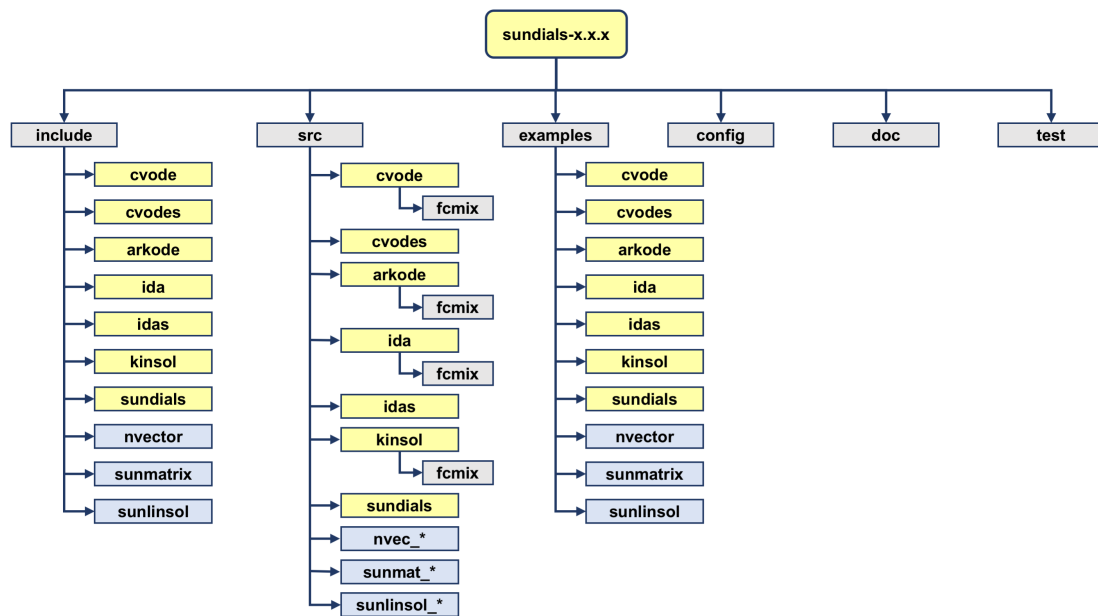 sundials-x.x.x
include
src
examples
config
doc
test
cvode
cvodes
arkode
ida
idas
kinsol
sundials
nvector
sunmatrix
sunlinsol
cvode
fcmix
cvodes
arkode
fcmix
ida
fcmix
idas
kinsol
fcmix
sundials
nvec_*
sunmat_*
sunlinsol_*
cvode
cvodes
arkode
ida
idas
kinsol
sundials
nvector
sunmatrix
sunlinsol